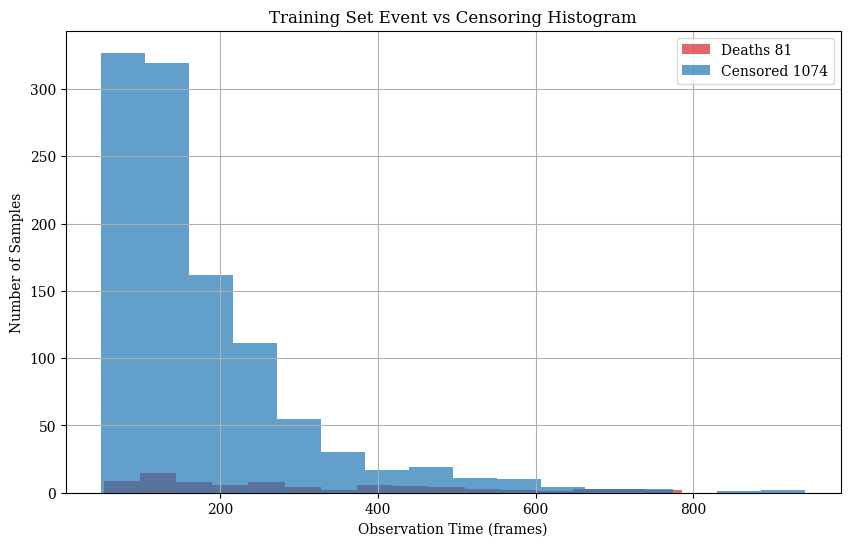 Training Set Event vs Censoring Histogram
Deaths 81
Censored 1074
300
250
200
150
100
50
0
Number of Samples
200
400
600
800
Observation Time (frames)